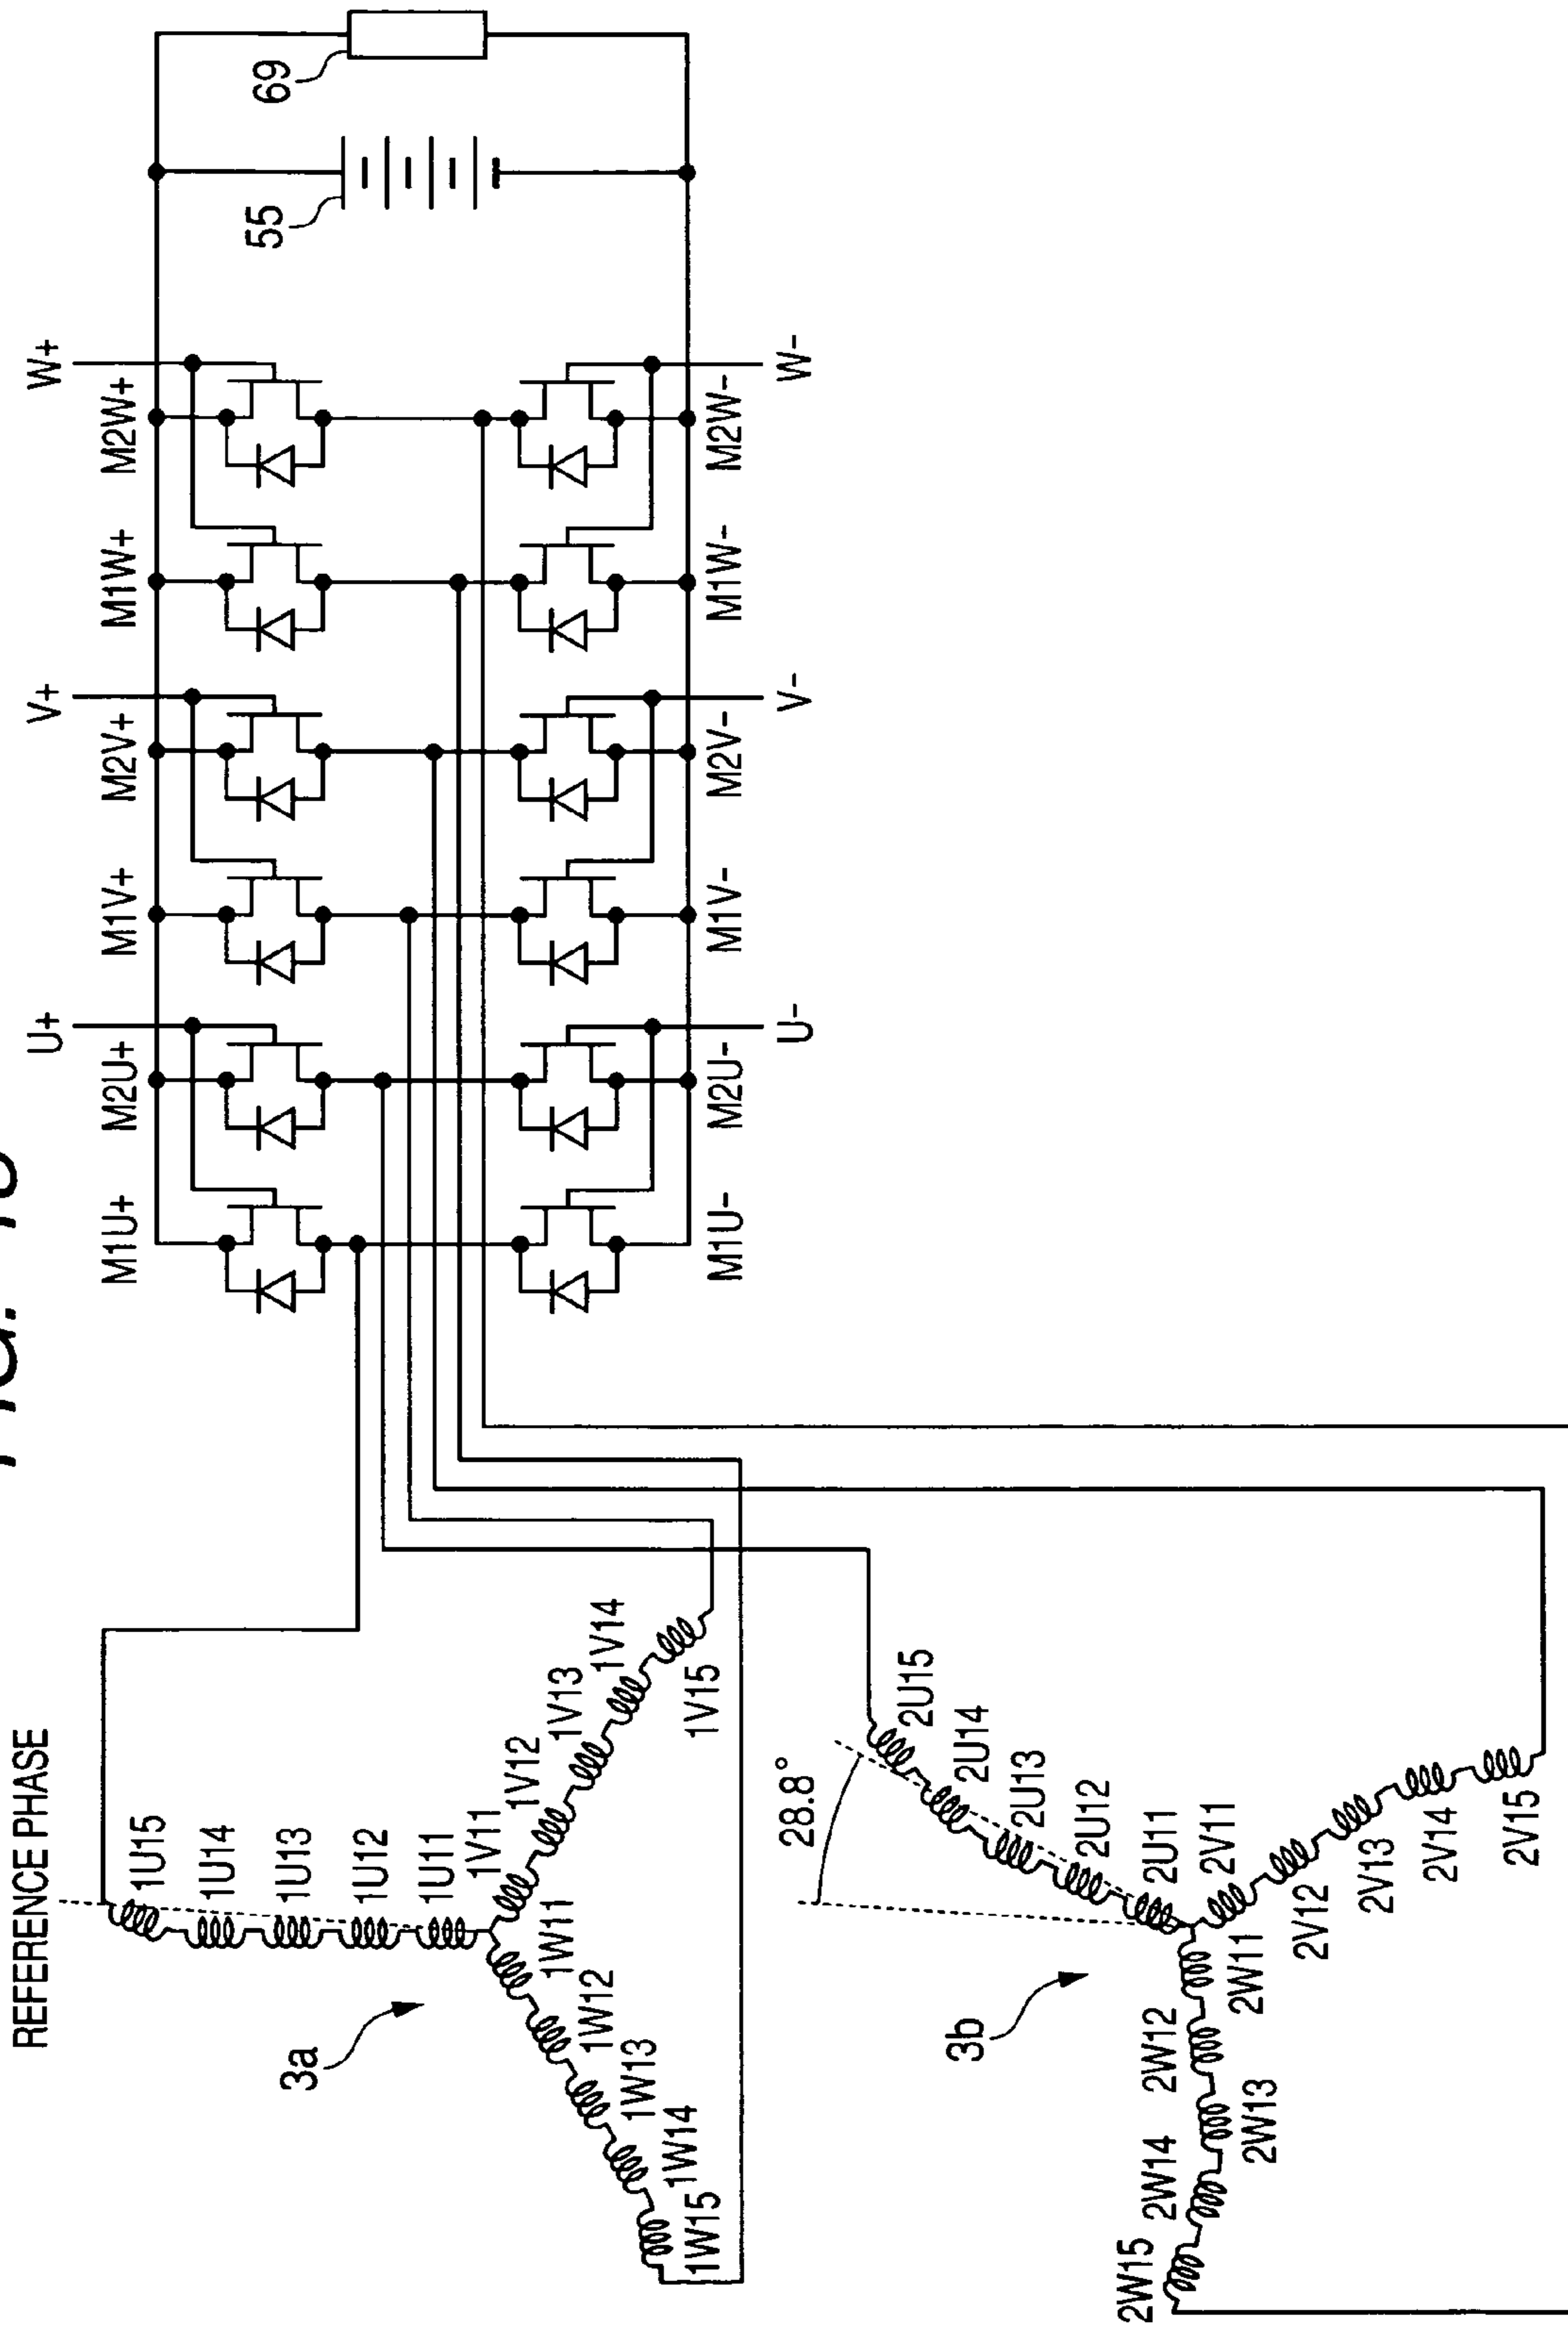 REFERENCE PHASE
U+
V+
W+
M1U+
M2U+
M1V+
M2V+
M1W+
M2W+
55
69
M1U-
M2U-
M1V-
M2V-
M1W-
M2W-
U-
V-
W-
1U15
1U14
1U13
1U12
1U11
1V11
1V12
1V13
1V14
1V15
1W11
1W12
1W13
1W14
1W15
3a
28.8°
2U15
2U14
2U13
2U12
2U11
2V11
2V12
2V13
2V14
2V15
2W11
2W12
2W13
2W14
2W15
3b